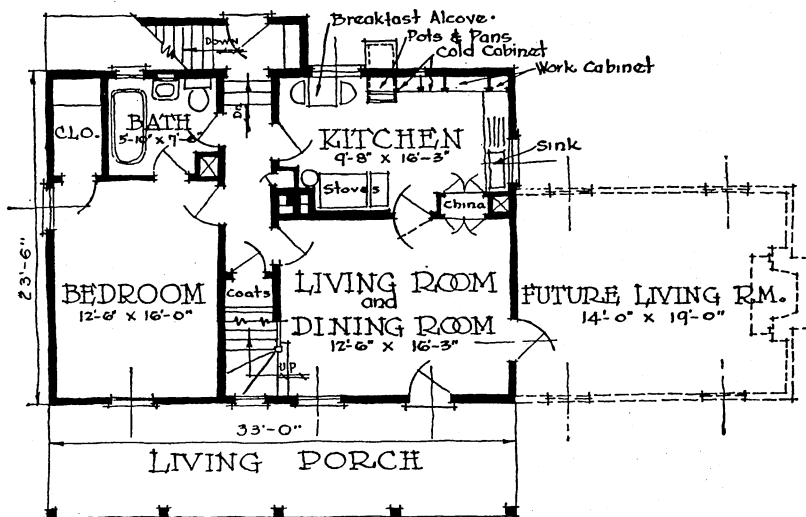 Breakfast Alcove.
Pots & Pans
Cold Cabinet
Work Cabinet
DOWN
Dn.
CLO.
BATH
5'-10" x 7'-6"
KITCHEN
9'-8" x 16'-3"
Sink
Stoves
China
23'-6"
BEDROOM
12'-6" x 16'-0"
Coats
LIVING ROOM
and
DINING ROOM
12'-6" x 16'-3"
FUTURE LIVING RM.
14'-0" x 19'-0"
UP
33'-0"
LIVING PORCH